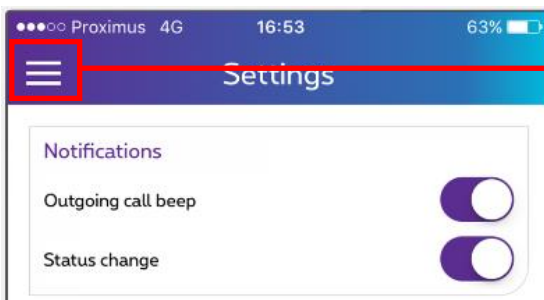 Proximus 4G 16:53 63%
Settings
Notifications
Outgoing call beep
Status change